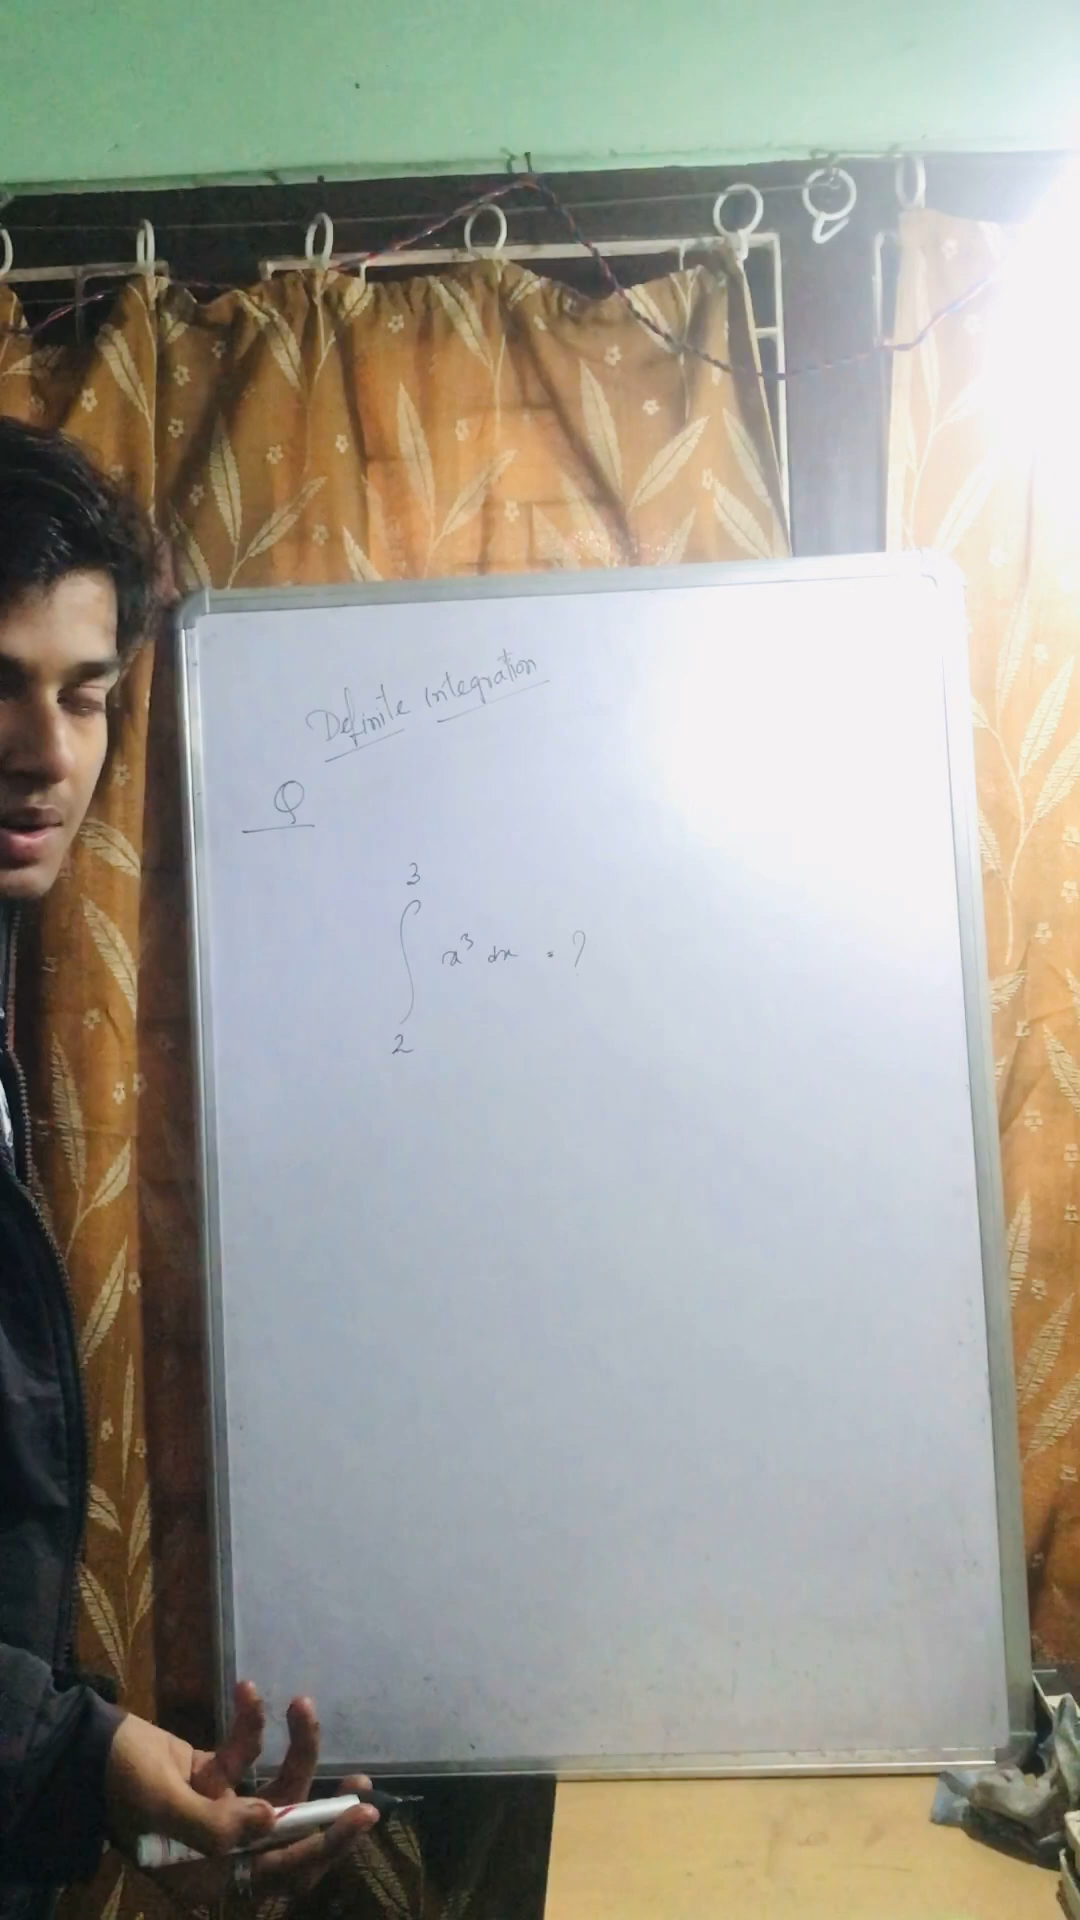 Definite integration
Q
3
∫ x³ dx = ?
2